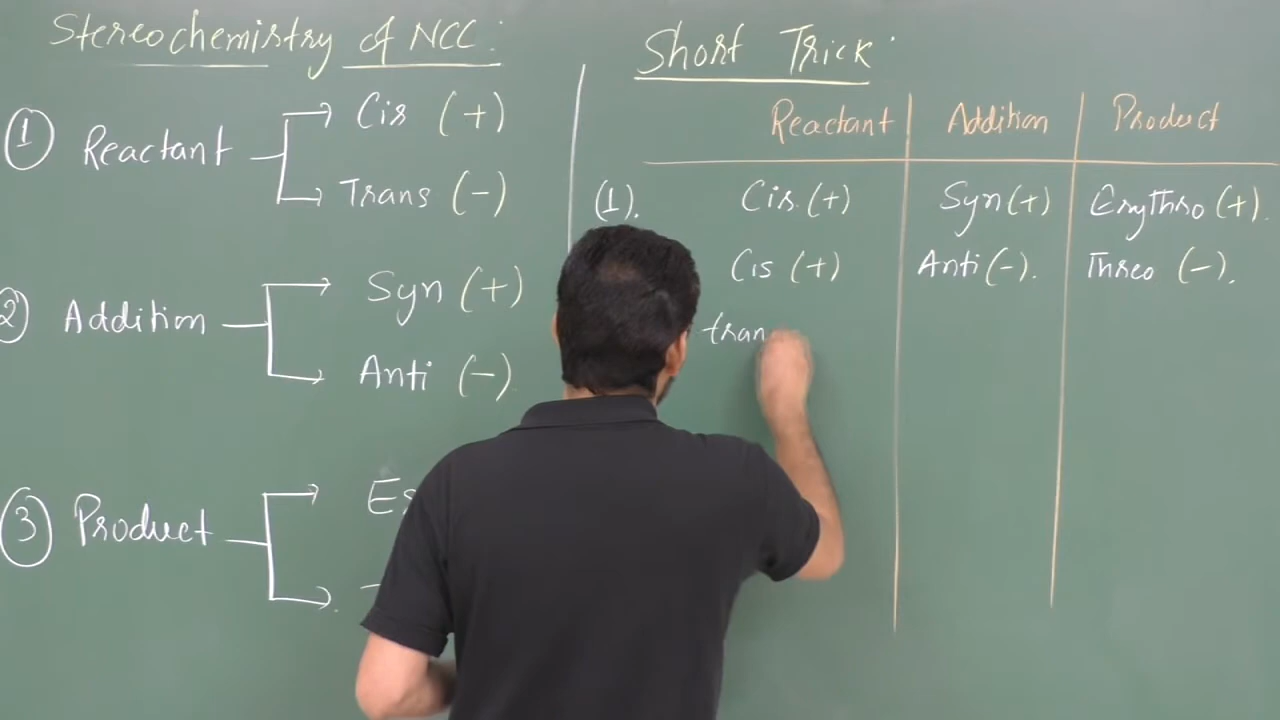 Stereochemistry of NCC:
① Reactant
Cis (+)
Trans (-)
2 Addition
Syn (+)
Anti (-)
③ Product
Short Trick:
Reactant | Addition | Product
(1). Cis (+) | Syn (+) | Erythro (+).
Cis (+) | Anti (-). | Threo (-).
tran